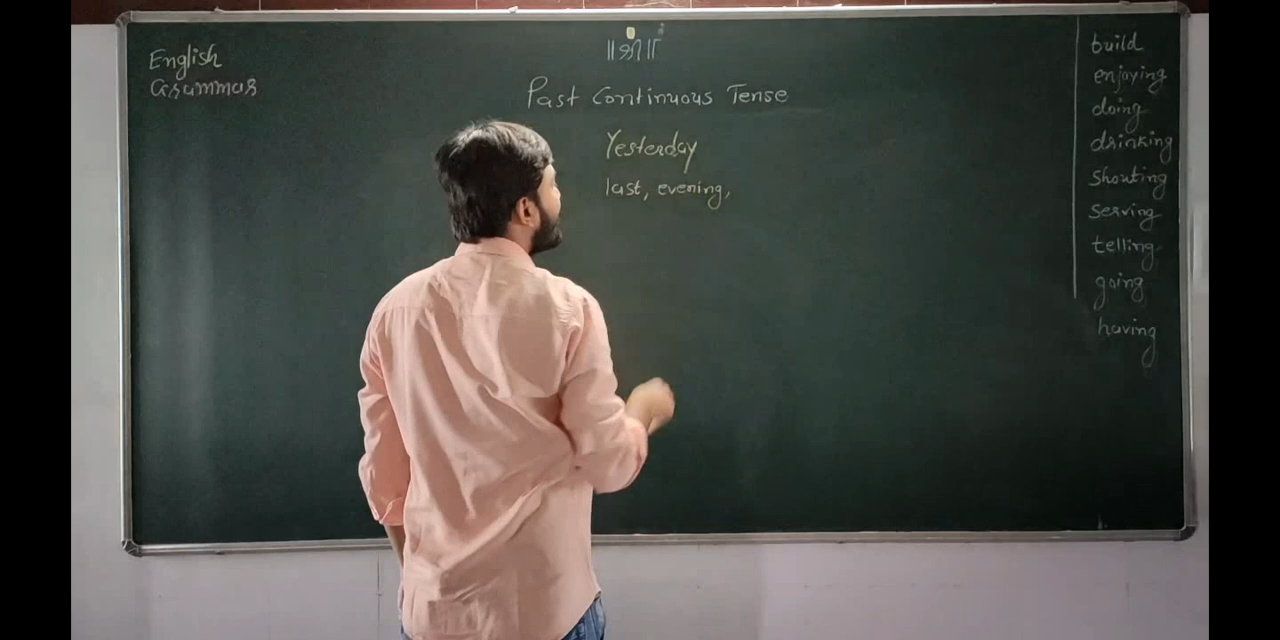 English
Grammar
॥श्री॥
Past Continuous Tense
Yesterday
last, evening,
build
enjoying
doing
drinking
shouting
serving
telling
going
having